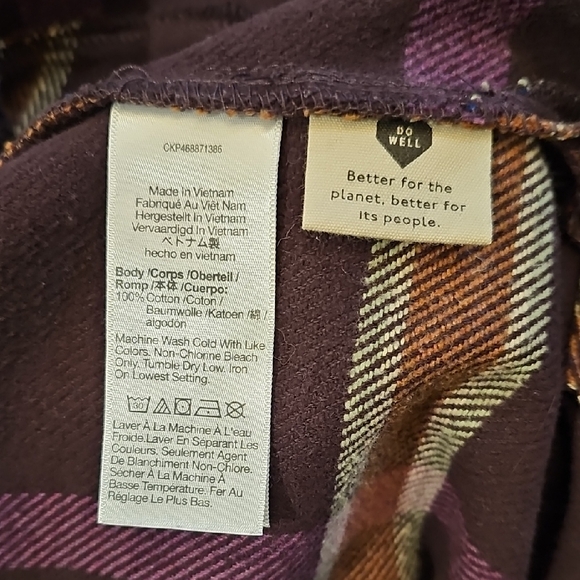 CKP468871386
Made In Vietnam
Fabriqué Au Viêt Nam
Hergestellt In Vietnam
Vervaardigd In Vietnam
ベトナム製
hecho en vietnam
Body /Corps /Oberteil /
Romp /本体 /Cuerpo:
100% Cotton /Coton /
Baumwolle /Katoen /綿 /
algodón
Machine Wash Cold With Like
Colors. Non-Chlorine Bleach
Only. Tumble Dry Low. Iron
On Lowest Setting.
30
Laver À La Machine À L'eau
Froide.Laver En Séparant Les
Couleurs. Seulement Agent
De Blanchiment Non-Chlore.
Sécher À La Machine À
Basse Température. Fer Au
Réglage Le Plus Bas.
DO
WELL
Better for the
planet, better for
its people.